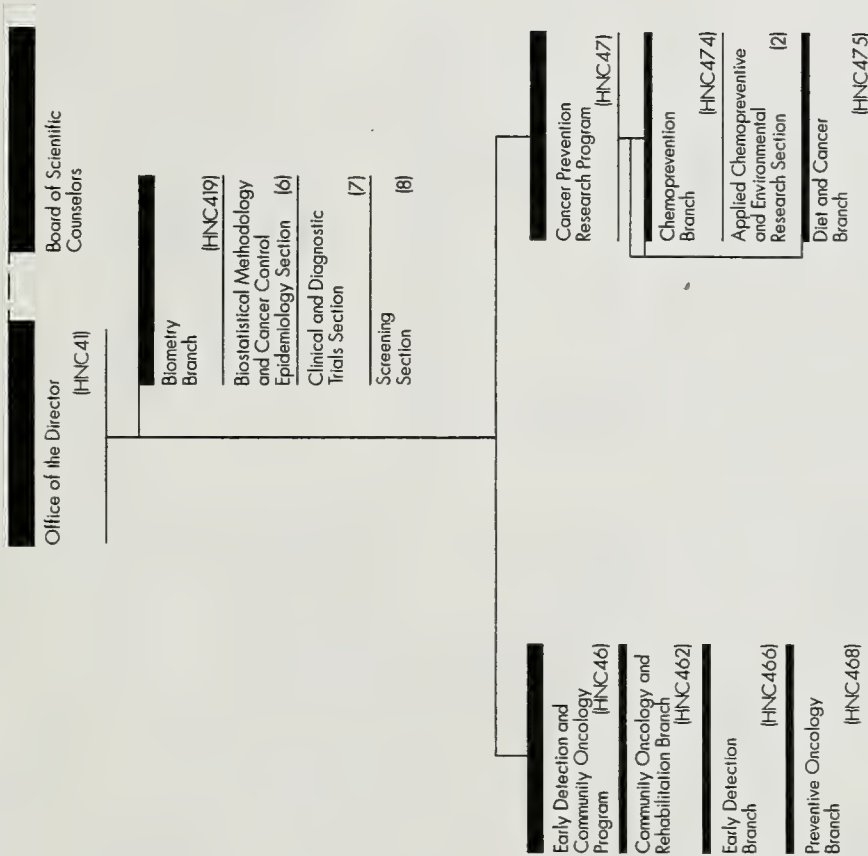 Office of the Director
(HNC41)
Board of Scientific
Counselors
Biometry
Branch
(HNC419)
Biostatistical Methodology
and Cancer Control
Epidemiology Section (6)
Clinical and Diagnostic
Trials Section
(7)
Screening
Section
(8)
Early Detection and
Community Oncology
Program (HNC46)
Community Oncology and
Rehabilitation Branch
(HNC462)
Early Detection
Branch
(HNC466)
Preventive Oncology
Branch
(HNC468)
Cancer Prevention
Research Program
(HNC47)
Chemoprevention
Branch
(HNC474)
Applied Chemopreventive
and Environmental
Research Section (2)
Diet and Cancer
Branch
(HNC475)